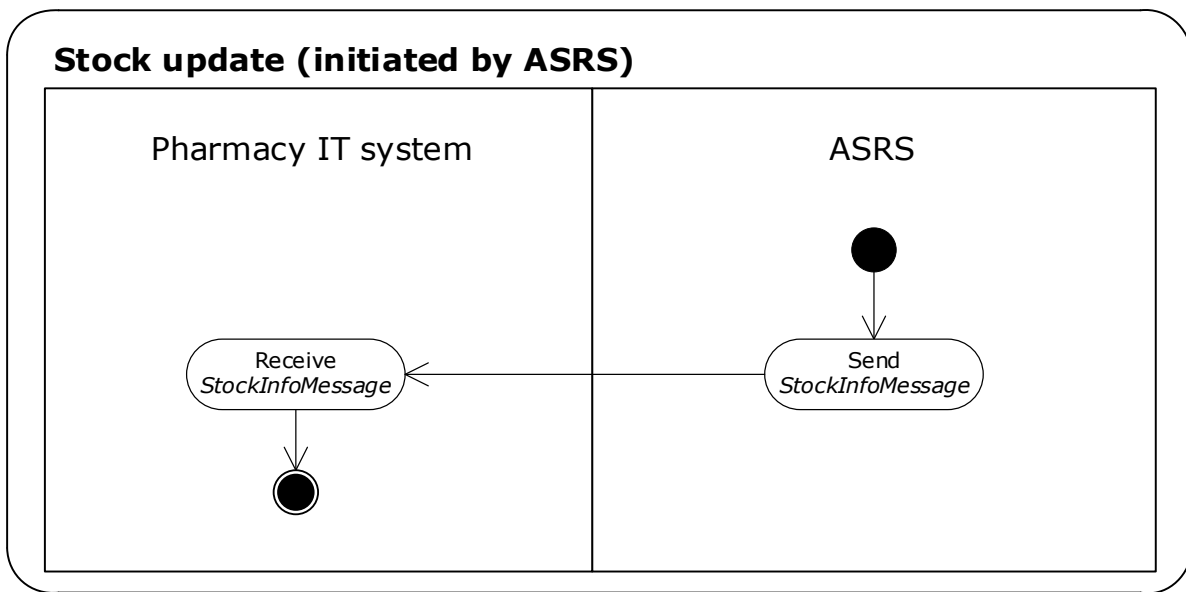 Stock update (initiated by ASRS)
Pharmacy IT system
ASRS
Receive
StockInfoMessage
Send
StockInfoMessage